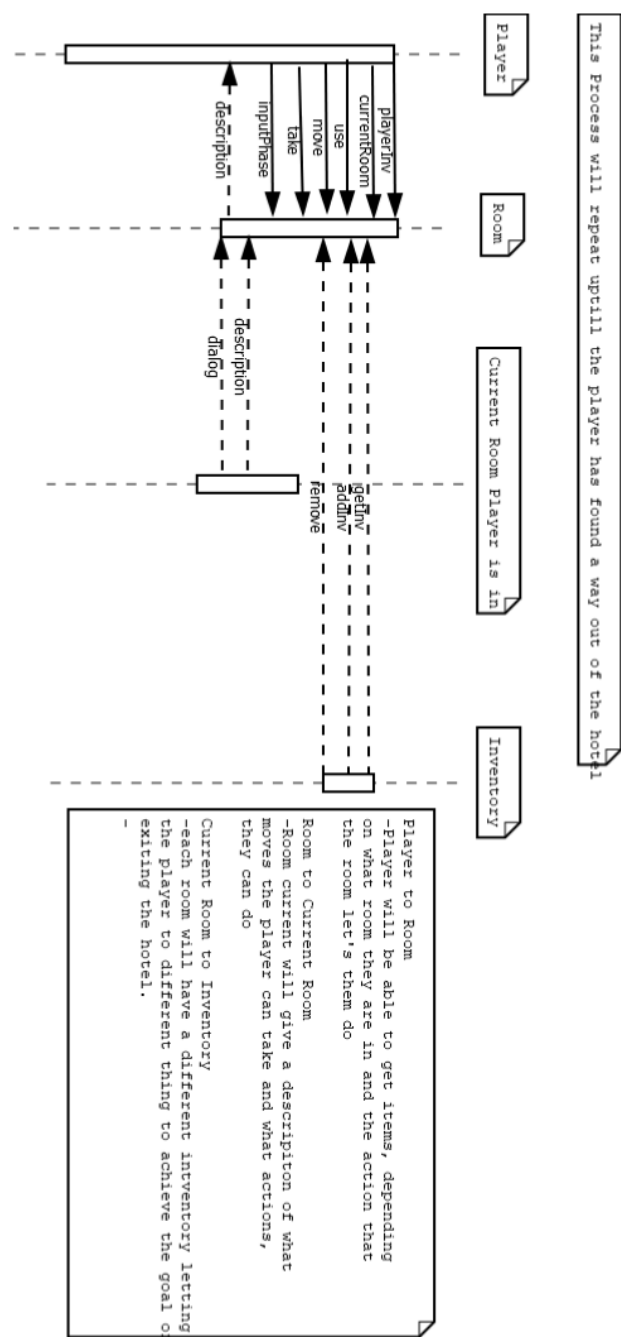 This Process will repeat uptill the player has found a way out of the hotel
Player
Room
Current Room Player is in
Inventory
playerInv
currentRoom
use
move
take
inputPhase
description
getInv
addInv
remove
description
dialog
Player to Room
-Player will be able to get items, depending
on what room they are in and the action that
the room let's them do
Room to Current Room
-Room current will give a descripiton of what
moves the player can take and what actions,
they can do
Current Room to Inventory
-each room will have a different intventory letting
the player to different thing to achieve the goal of
exiting the hotel.
-